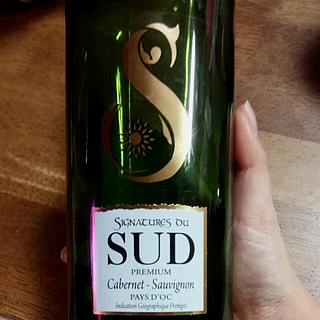 S
SIGNATURES DU
SUD
PREMIUM
Cabernet - Sauvignon
PAYS D'OC
Indication Géographique Protégée